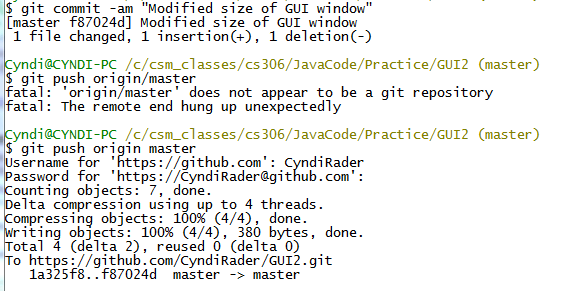 $ git commit -am "Modified size of GUI window"
[master f87024d] Modified size of GUI window
 1 file changed, 1 insertion(+), 1 deletion(-)

Cyndi@CYNDI-PC /c/csm_classes/cs306/JavaCode/Practice/GUI2 (master)
$ git push origin/master
fatal: 'origin/master' does not appear to be a git repository
fatal: The remote end hung up unexpectedly

Cyndi@CYNDI-PC /c/csm_classes/cs306/JavaCode/Practice/GUI2 (master)
$ git push origin master
Username for 'https://github.com': CyndiRader
Password for 'https://CyndiRader@github.com':
Counting objects: 7, done.
Delta compression using up to 4 threads.
Compressing objects: 100% (4/4), done.
Writing objects: 100% (4/4), 380 bytes, done.
Total 4 (delta 2), reused 0 (delta 0)
To https://github.com/CyndiRader/GUI2.git
   1a325f8..f87024d  master -> master